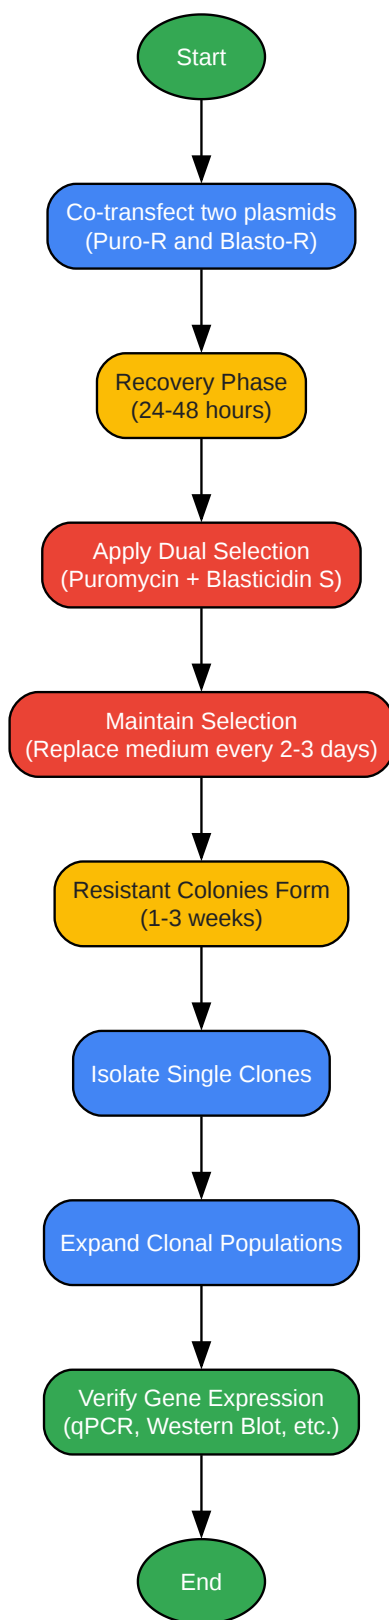 Start
Co-transfect two plasmids
(Puro-R and Blasto-R)
Recovery Phase
(24-48 hours)
Apply Dual Selection
(Puromycin + Blasticidin S)
Maintain Selection
(Replace medium every 2-3 days)
Resistant Colonies Form
(1-3 weeks)
Isolate Single Clones
Expand Clonal Populations
Verify Gene Expression
(qPCR, Western Blot, etc.)
End